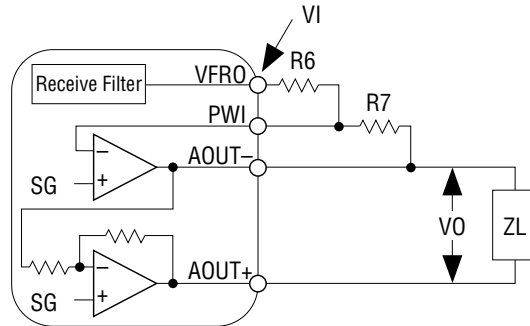 VI
VFRO
R6
Receive Filter
PWI
R7
AOUT−
−
+
SG
VO
ZL
AOUT+
−
+
SG